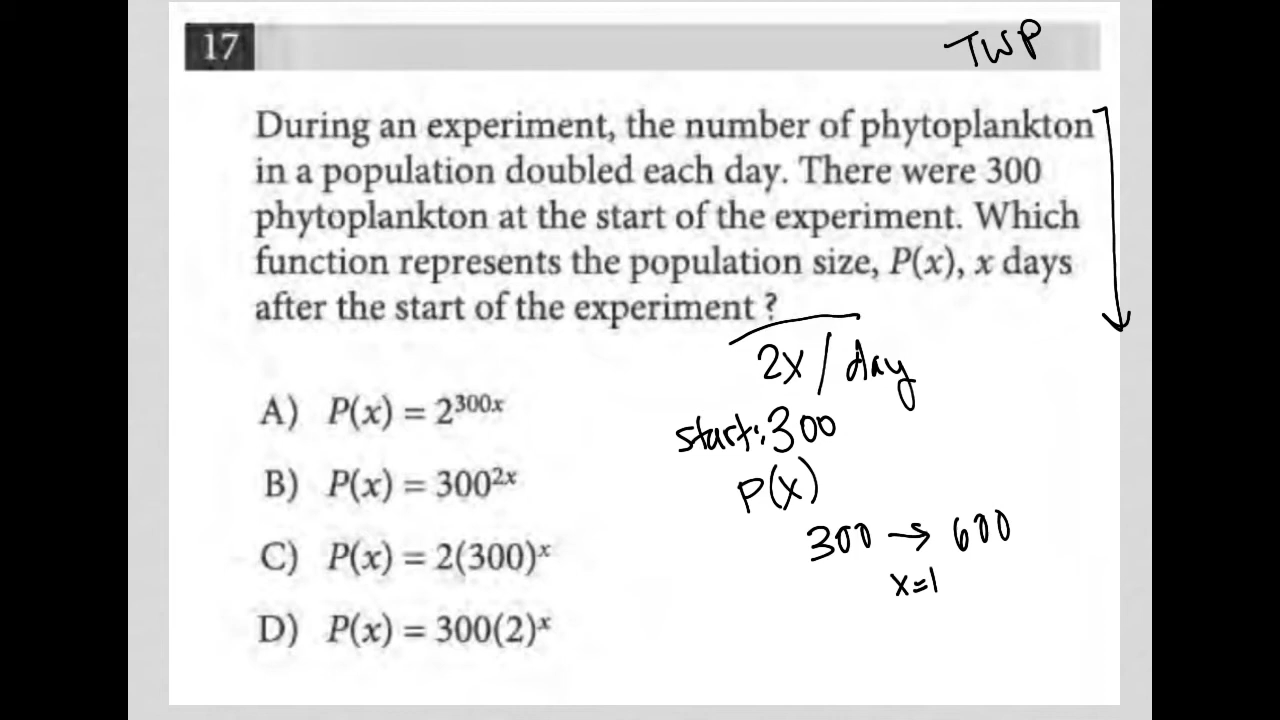 17
TWP
During an experiment, the number of phytoplankton
in a population doubled each day. There were 300
phytoplankton at the start of the experiment. Which
function represents the population size, P(x), x days
after the start of the experiment ?
2x / day
start: 300
P(x)
300 → 600
x=1
A) P(x) = 2^{300x}
B) P(x) = 300^{2x}
C) P(x) = 2(300)^x
D) P(x) = 300(2)^x